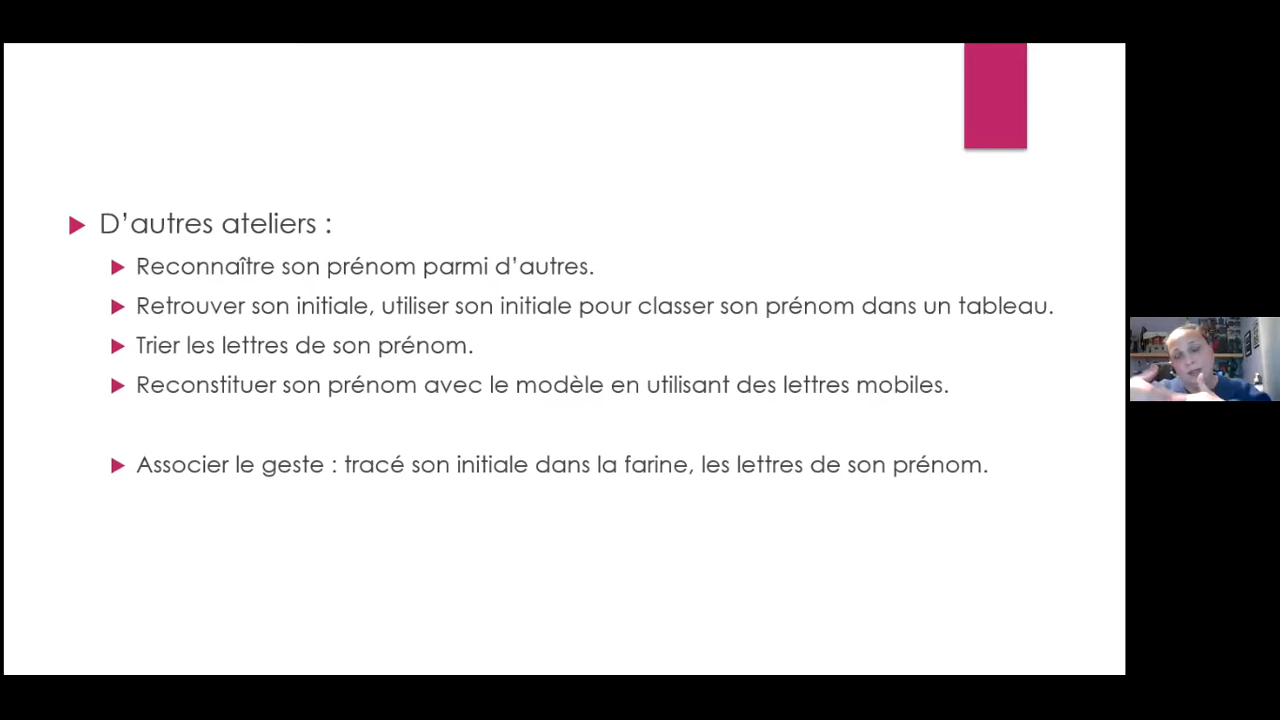 D’autres ateliers :
Reconnaître son prénom parmi d’autres.
Retrouver son initiale, utiliser son initiale pour classer son prénom dans un tableau.
Trier les lettres de son prénom.
Reconstituer son prénom avec le modèle en utilisant des lettres mobiles.
Associer le geste : tracé son initiale dans la farine, les lettres de son prénom.